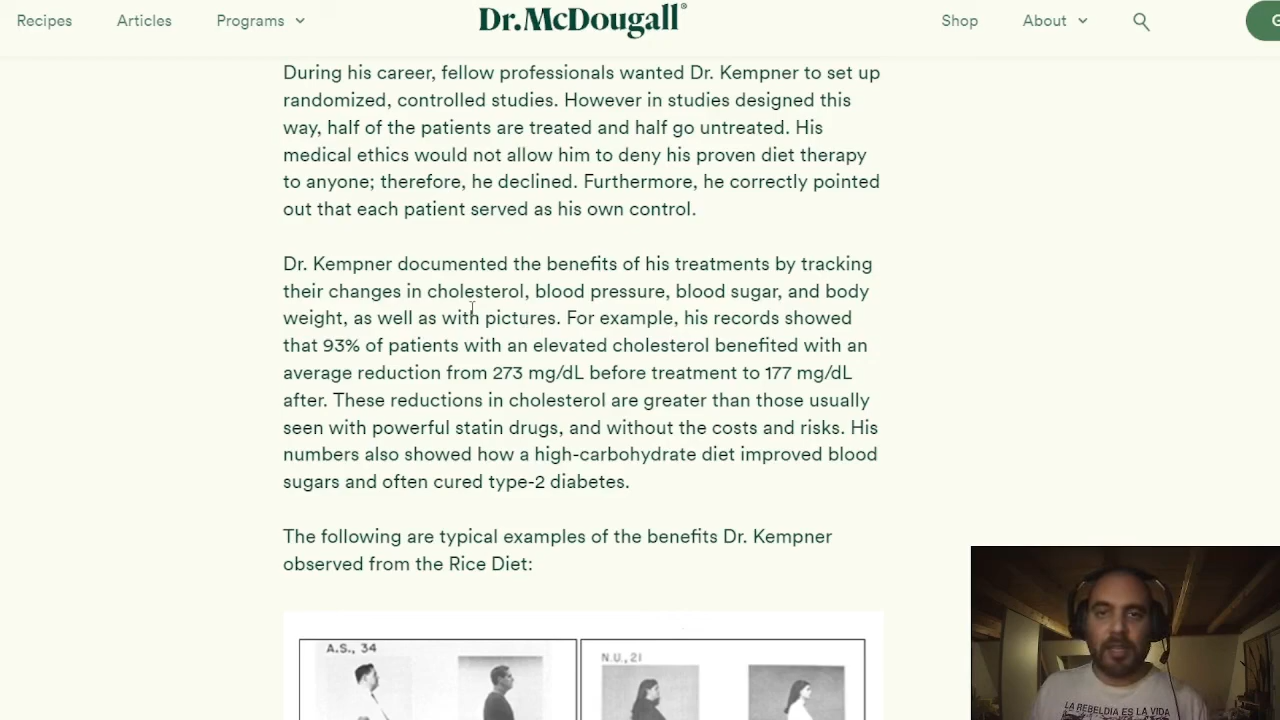 Recipes
Articles
Programs
Dr.McDougall®
Shop
About
G
During his career, fellow professionals wanted Dr. Kempner to set up
randomized, controlled studies. However in studies designed this
way, half of the patients are treated and half go untreated. His
medical ethics would not allow him to deny his proven diet therapy
to anyone; therefore, he declined. Furthermore, he correctly pointed
out that each patient served as his own control.
Dr. Kempner documented the benefits of his treatments by tracking
their changes in cholesterol, blood pressure, blood sugar, and body
weight, as well as with pictures. For example, his records showed
that 93% of patients with an elevated cholesterol benefited with an
average reduction from 273 mg/dL before treatment to 177 mg/dL
after. These reductions in cholesterol are greater than those usually
seen with powerful statin drugs, and without the costs and risks. His
numbers also showed how a high-carbohydrate diet improved blood
sugars and often cured type-2 diabetes.
The following are typical examples of the benefits Dr. Kempner
observed from the Rice Diet:
A.S., 34
N.U., 21
LA REBELDIA ES LA VIDA